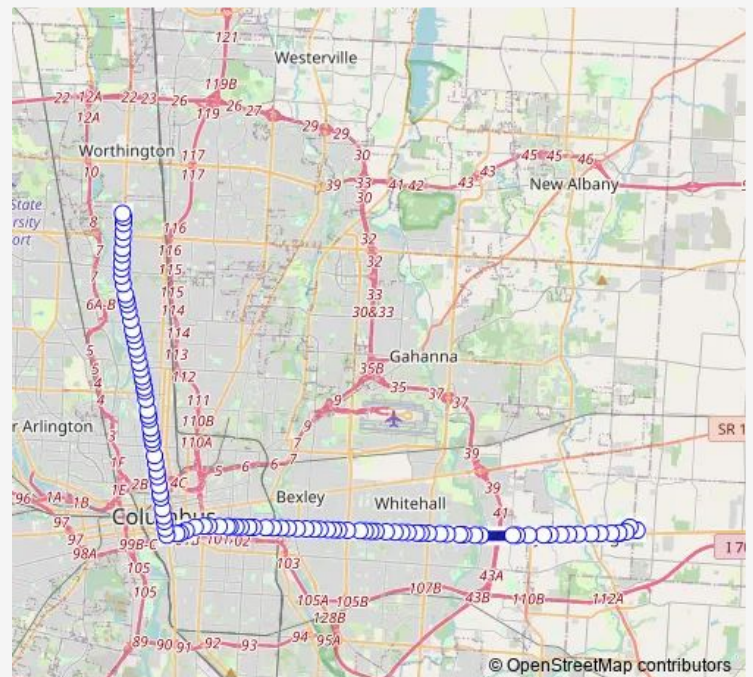 121
Westerville
119B
22 12A 22 23 26 119 26 27
12A
29 29
Worthington
117
30
10
117
39 33 41 42 43 43 45 45 46
30
New Albany
State
8
116
7
116
32
7
115
32
115
33
6A-B
114
30&33
5
114
5
113
Gahanna
4
112
35B
4
35
37 37
111
9
9
r Arlington
110B
3
110A
7
SR 1
1F
5 6 6
39
2B
4C
39
96 1A 1B
1E
Bexley
Whitehall
97
Columbus
41
97
98A
99B-C
102
103
I 70
105
43A
107B
43B 110B 112A
105A 105B
105
128B
89 90 91 92 93 94 95A
© OpenStreetMap contributors